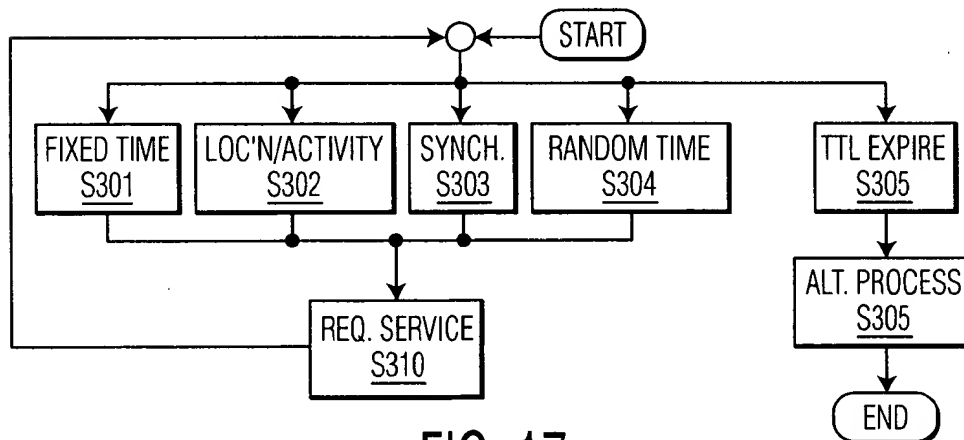 START
FIXED TIME
S301
LOC'N/ACTIVITY
S302
SYNCH.
S303
RANDOM TIME
S304
TTL EXPIRE
S305
REQ. SERVICE
S310
ALT. PROCESS
S305
END